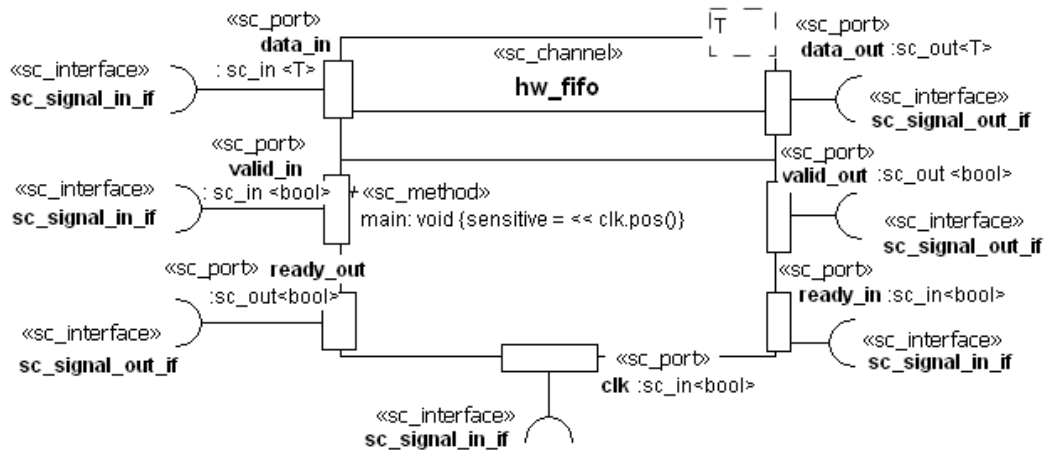 «sc_port»
data_in
: sc_in <T>
«sc_interface»
sc_signal_in_if
T
«sc_channel»
hw_fifo
«sc_port»
data_out :sc_out<T>
«sc_interface»
sc_signal_out_if
«sc_port»
valid_in
: sc_in <bool>
«sc_interface»
sc_signal_in_if
+ «sc_method»
main: void {sensitive = << clk.pos()}
«sc_port»
valid_out :sc_out <bool>
«sc_interface»
sc_signal_out_if
«sc_port» ready_out
:sc_out<bool>
«sc_interface»
sc_signal_out_if
«sc_port»
ready_in :sc_in<bool>
«sc_interface»
sc_signal_in_if
«sc_port»
clk :sc_in<bool>
«sc_interface»
sc_signal_in_if